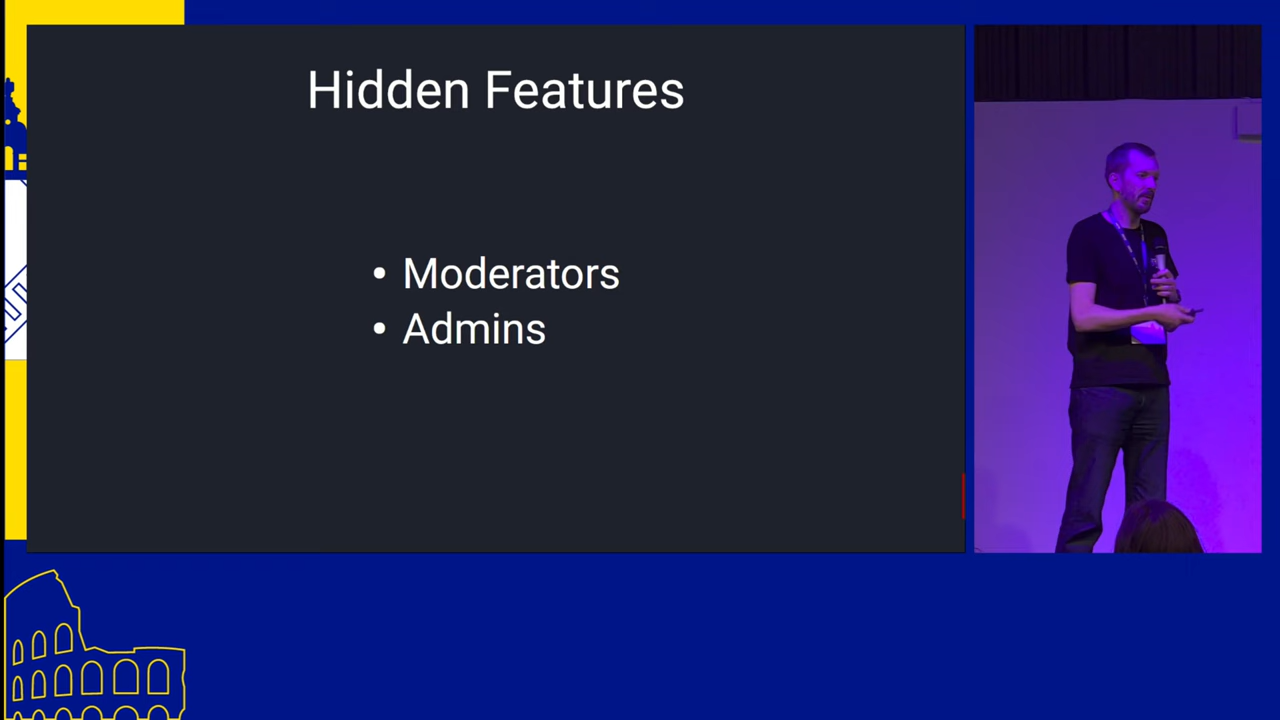 Hidden Features
• Moderators
• Admins